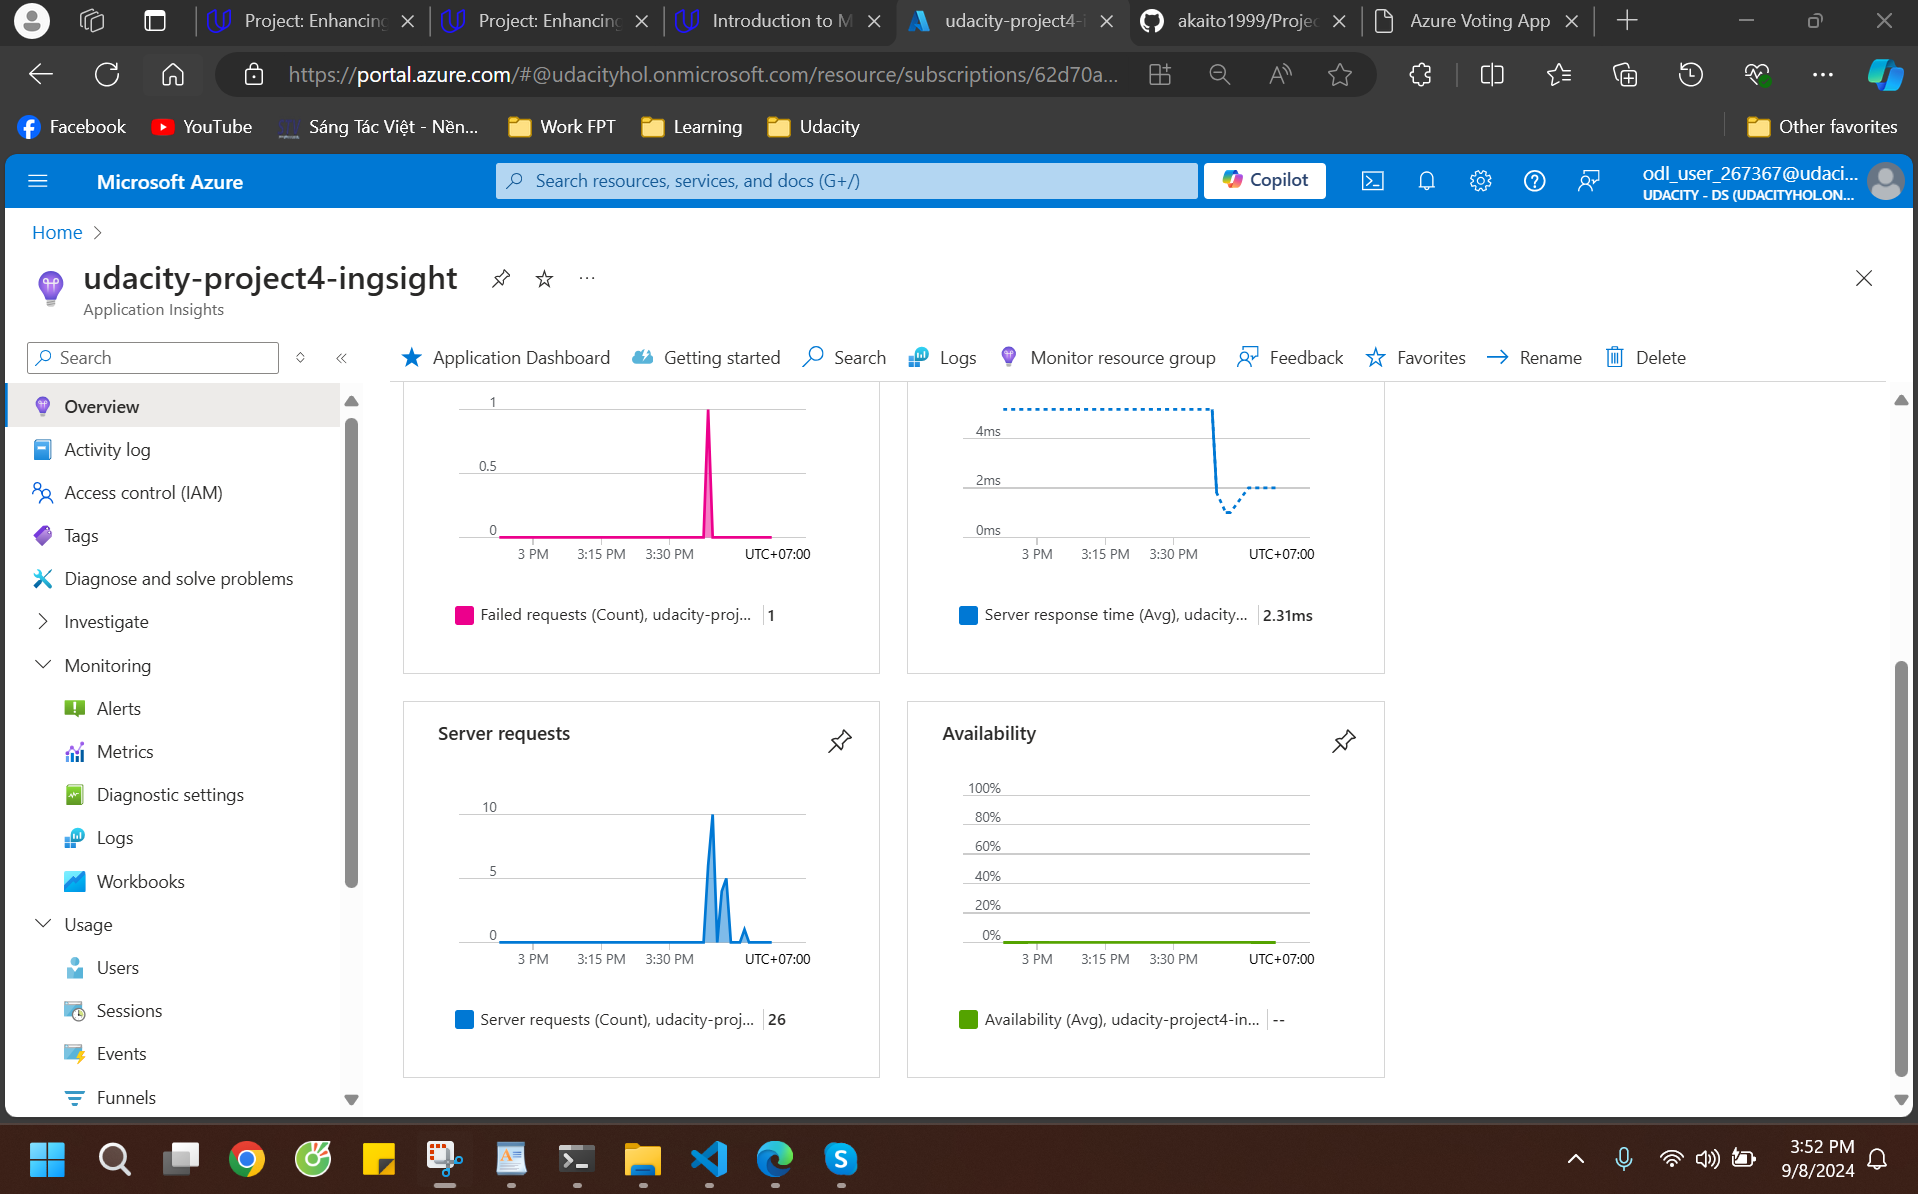 Project: Enhancing
Project: Enhancing
Introduction to M
udacity-project4-i
akaito1999/Projec
Azure Voting App
https://portal.azure.com/#@udacityhol.onmicrosoft.com/resource/subscriptions/62d70a...
Facebook
YouTube
Sáng Tác Việt - Nền...
Work FPT
Learning
Udacity
Other favorites
Microsoft Azure
Search resources, services, and docs (G+/)
Copilot
odl_user_267367@udaci...
UDACITY - DS (UDACITYHOL.ON...
Home
udacity-project4-ingsight
Application Insights
Search
Application Dashboard
Getting started
Search
Logs
Monitor resource group
Feedback
Favorites
Rename
Delete
Overview
Activity log
Access control (IAM)
Tags
Diagnose and solve problems
Investigate
Monitoring
Alerts
Metrics
Diagnostic settings
Logs
Workbooks
Usage
Users
Sessions
Events
Funnels
1
0.5
0
3 PM 3:15 PM 3:30 PM UTC+07:00
Failed requests (Count), udacity-proj... 1
4ms
2ms
0ms
3 PM 3:15 PM 3:30 PM UTC+07:00
Server response time (Avg), udacity... 2.31ms
Server requests
10
5
0
3 PM 3:15 PM 3:30 PM UTC+07:00
Server requests (Count), udacity-proj... 26
Availability
100%
80%
60%
40%
20%
0%
3 PM 3:15 PM 3:30 PM UTC+07:00
Availability (Avg), udacity-project4-in... --
3:52 PM
9/8/2024